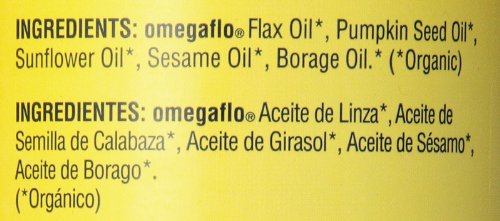 INGREDIENTS: omegaflo® Flax Oil*, Pumpkin Seed Oil*,
Sunflower Oil*, Sesame Oil*, Borage Oil.* (*Organic)
INGREDIENTES: omegaflo® Aceite de Linza*, Aceite de
Semilla de Calabaza*, Aceite de Girasol*, Aceite de Sésamo*,
Aceite de Borago*.
(*Orgánico)